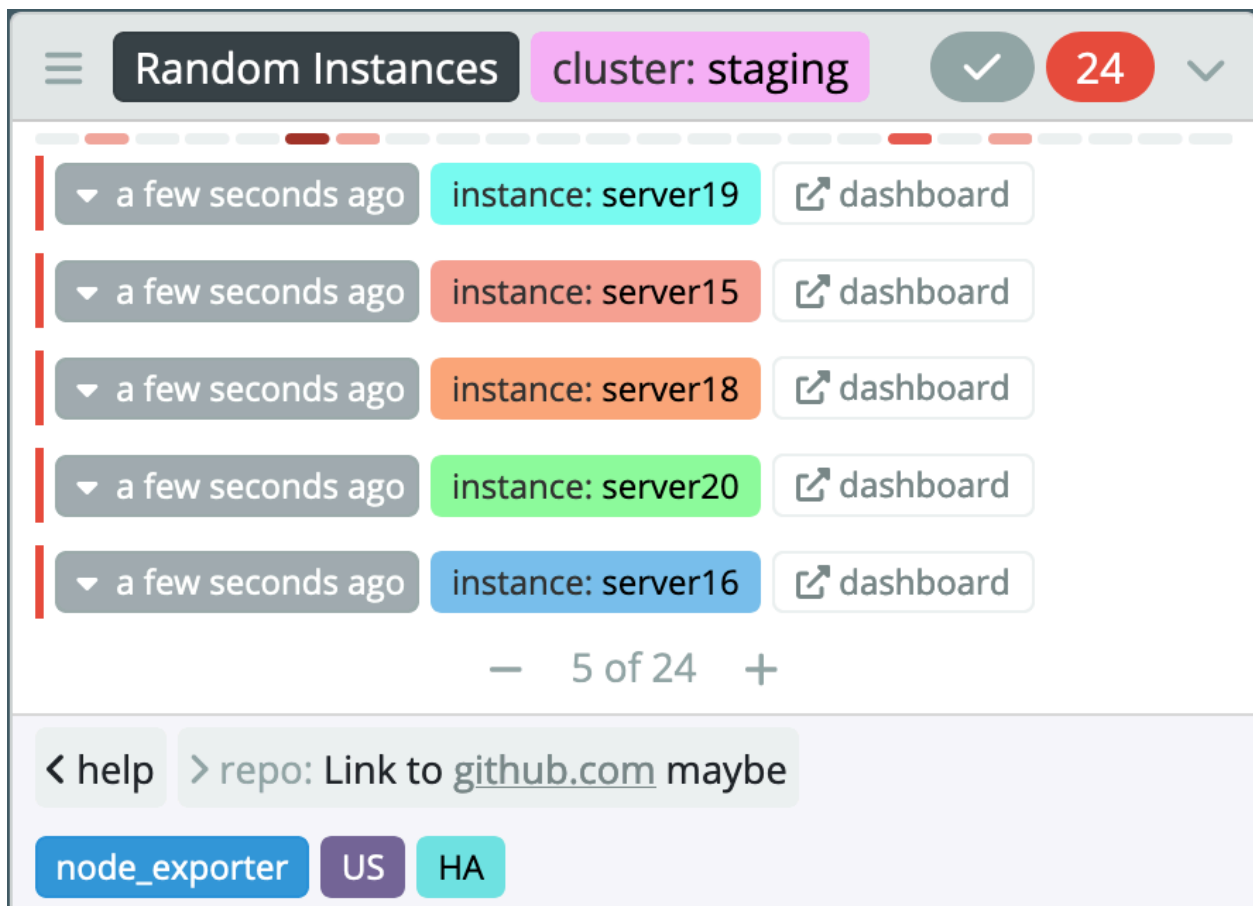 Random Instances cluster: staging 24
a few seconds ago instance: server19 dashboard
a few seconds ago instance: server15 dashboard
a few seconds ago instance: server18 dashboard
a few seconds ago instance: server20 dashboard
a few seconds ago instance: server16 dashboard
5 of 24
help repo: Link to github.com maybe
node_exporter US HA